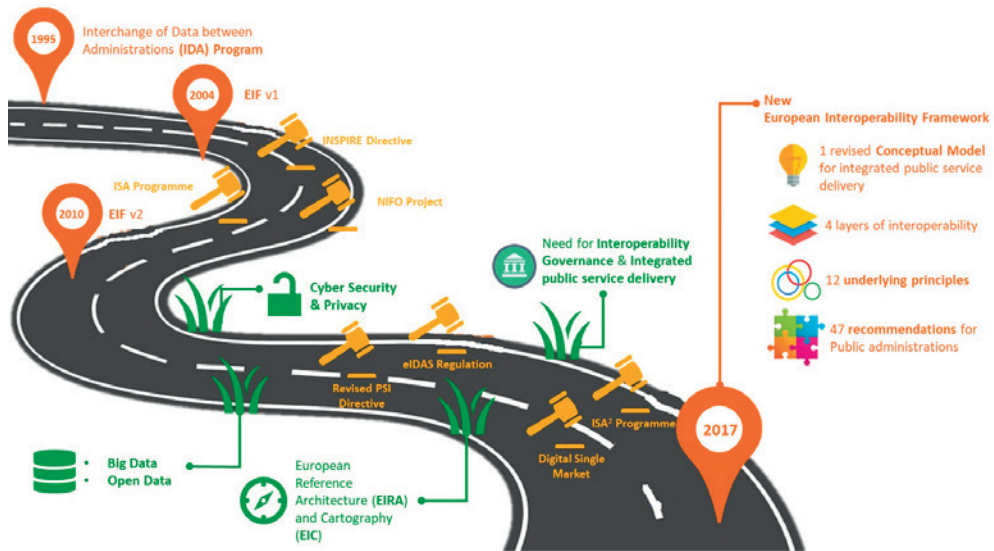 1995
Interchange of Data between
Administrations (IDA) Program
2004
EIF v1
INSPIRE Directive
ISA Programme
NIFO Project
2010
EIF v2
New
European Interoperability Framework
1 revised Conceptual Model
for integrated public service
delivery
4 layers of interoperability
12 underlying principles
47 recommendations for
Public administrations
Need for Interoperability
Governance & Integrated
public service delivery
Cyber Security
& Privacy
eIDAS Regulation
Revised PSI
Directive
ISA² Programme
2017
Digital Single
Market
• Big Data
• Open Data
European
Reference
Architecture (EIRA)
and Cartography
(EIC)